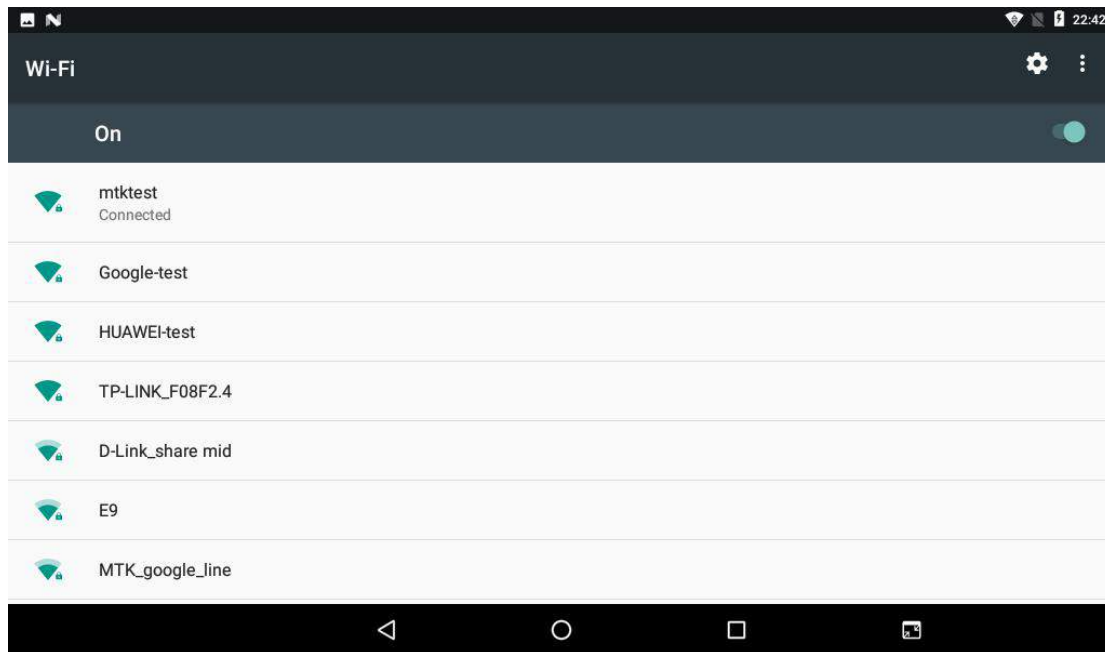 22:42
Wi-Fi
On
mtktest
Connected
Google-test
HUAWEI-test
TP-LINK_F08F2.4
D-Link_share mid
E9
MTK_google_line